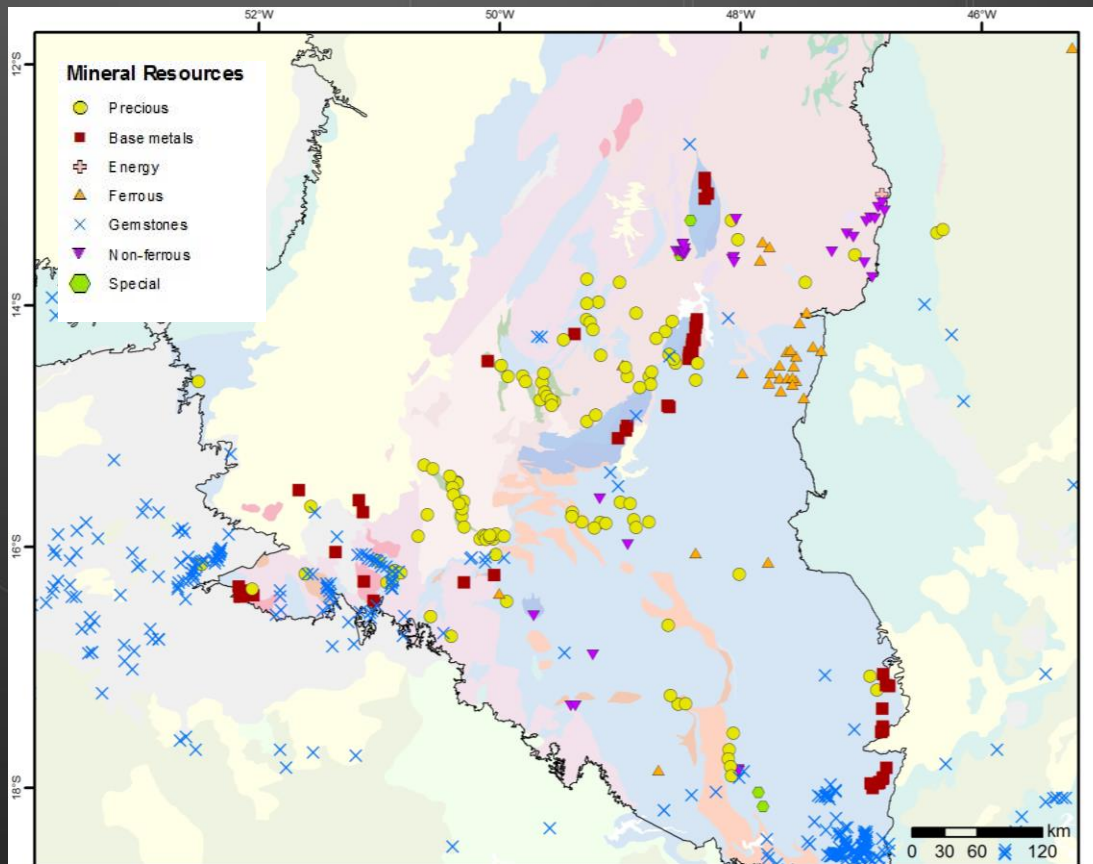 52°W
50°W
48°W
46°W
12°S
14°S
16°S
18°S
Mineral Resources
Precious
Base metals
Energy
Ferrous
Gemstones
Non-ferrous
Special
km
0 30 60 120